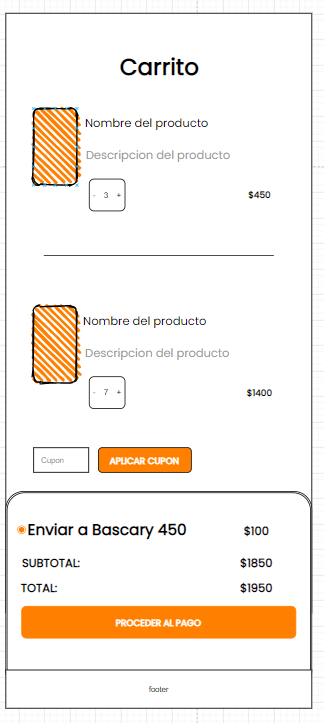 Carrito
Nombre del producto
Descripcion del producto
- 3 +
$450
Nombre del producto
Descripcion del producto
- 7 +
$1400
Cupon
APLICAR CUPON
Enviar a Bascary 450
$100
SUBTOTAL:
$1850
TOTAL:
$1950
PROCEDER AL PAGO
footer